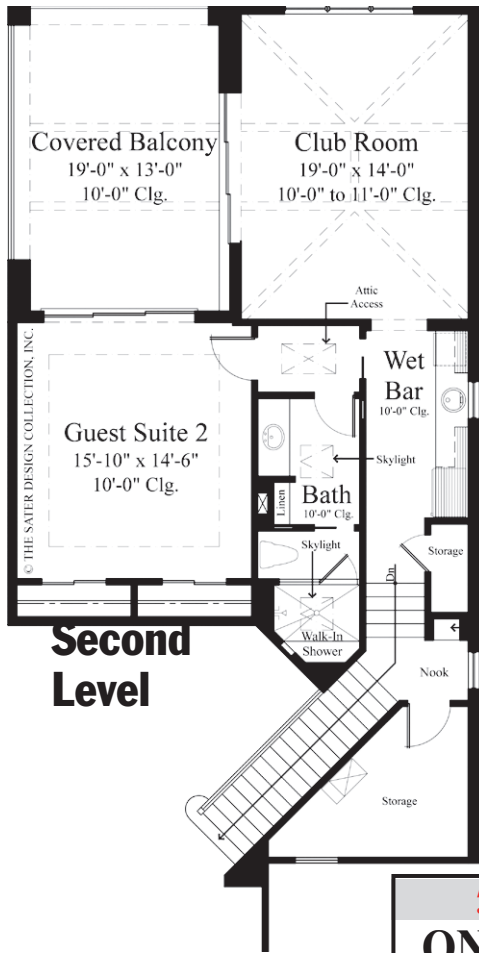 Covered Balcony
19'-0" x 13'-0"
10'-0" Clg.
Club Room
19'-0" x 14'-0"
10'-0" to 11'-0" Clg.
Attic
Access
Wet
Bar
10'-0" Clg.
© THE SATER DESIGN COLLECTION, INC.
Guest Suite 2
15'-10" x 14'-6"
10'-0" Clg.
Skylight
Linen
Bath
10'-0" Clg.
Skylight
Storage
Dn
Walk-In
Shower
Nook
Second
Level
Storage
ON